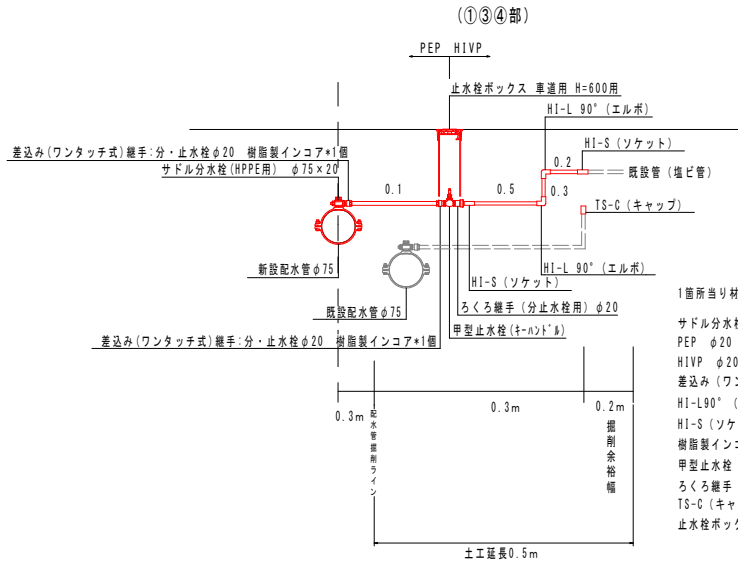 (①③④部)
PEP HIVP
止水栓ボックス 車道用 H=600用
HI-L 90°(エルボ)
HI-S (ソケット)
差込み(ワンタッチ式)継手:分・止水栓φ20 樹脂製インコア*1個
サドル分水栓(HPPE用) φ75×20
0.1
0.5
0.2
0.3
既設管(塩ビ管)
TS-C (キャップ)
新設配水管φ75
既設配水管φ75
HI-S (ソケット)
HI-L 90°(エルボ)
ろくろ継手(分止水栓用)φ20
甲型止水栓(キーハンドル)
差込み(ワンタッチ式)継手:分・止水栓φ20 樹脂製インコア*1個
0.3m
配水管掘削ライン
0.3m
0.2m
掘削余裕幅
土工延長0.5m
1箇所当り材
サドル分水栓
PEP φ20
HIVP φ20
差込み(ワン
HI-L90° (
HI-S (ソケ
樹脂製インコ
甲型止水栓
ろくろ継手
TS-C (キャ
止水栓ボック